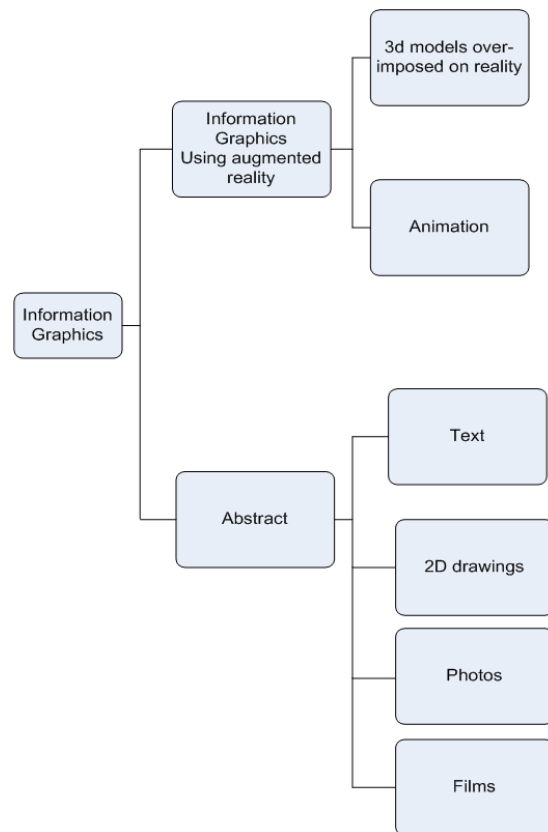 3d models over-
imposed on reality
Information
Graphics
Using augmented
reality
Animation
Information
Graphics
Text
Abstract
2D drawings
Photos
Films